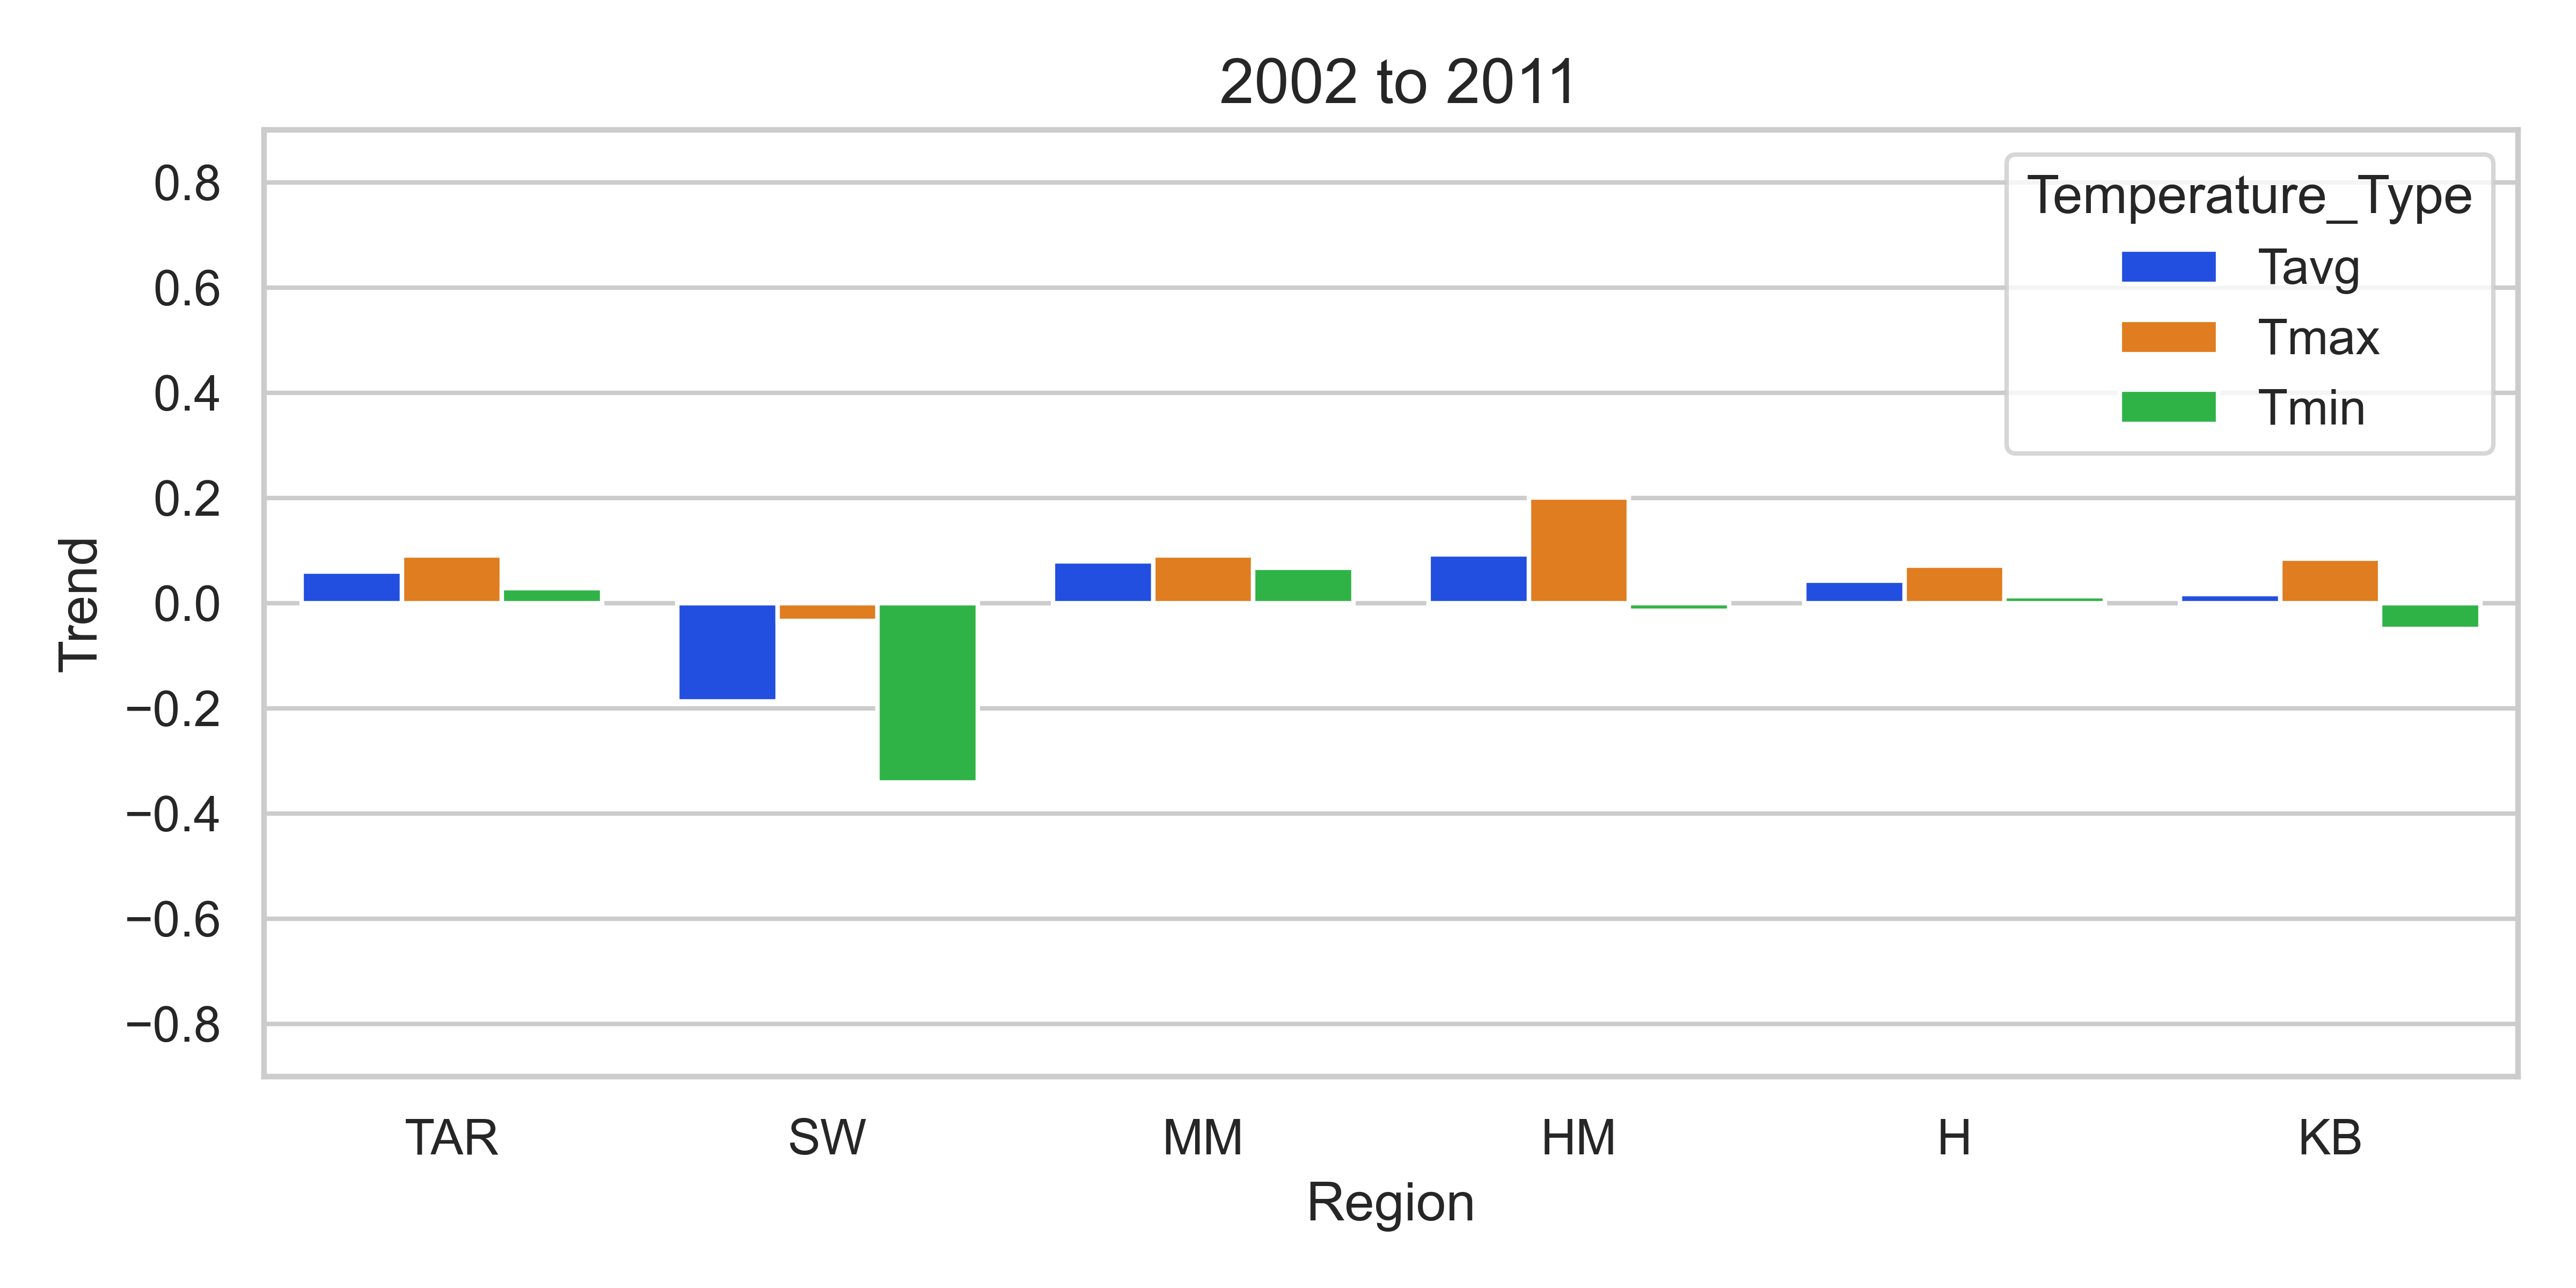 2002 to 2011
Temperature_Type
Tavg
Tmax
Tmin
Trend
0.8
0.6
0.4
0.2
0.0
−0.2
−0.4
−0.6
−0.8
TAR SW MM HM H KB
Region